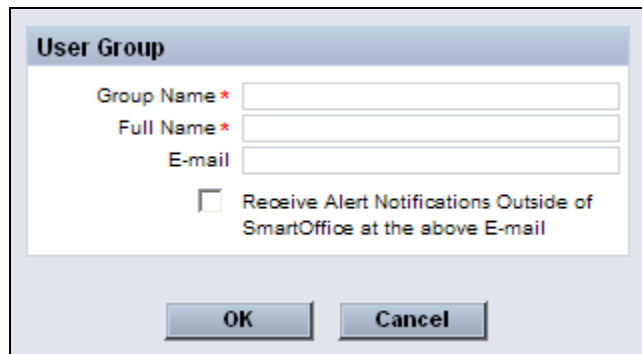 User Group
Group Name *
Full Name *
E-mail
Receive Alert Notifications Outside of
SmartOffice at the above E-mail
OK
Cancel